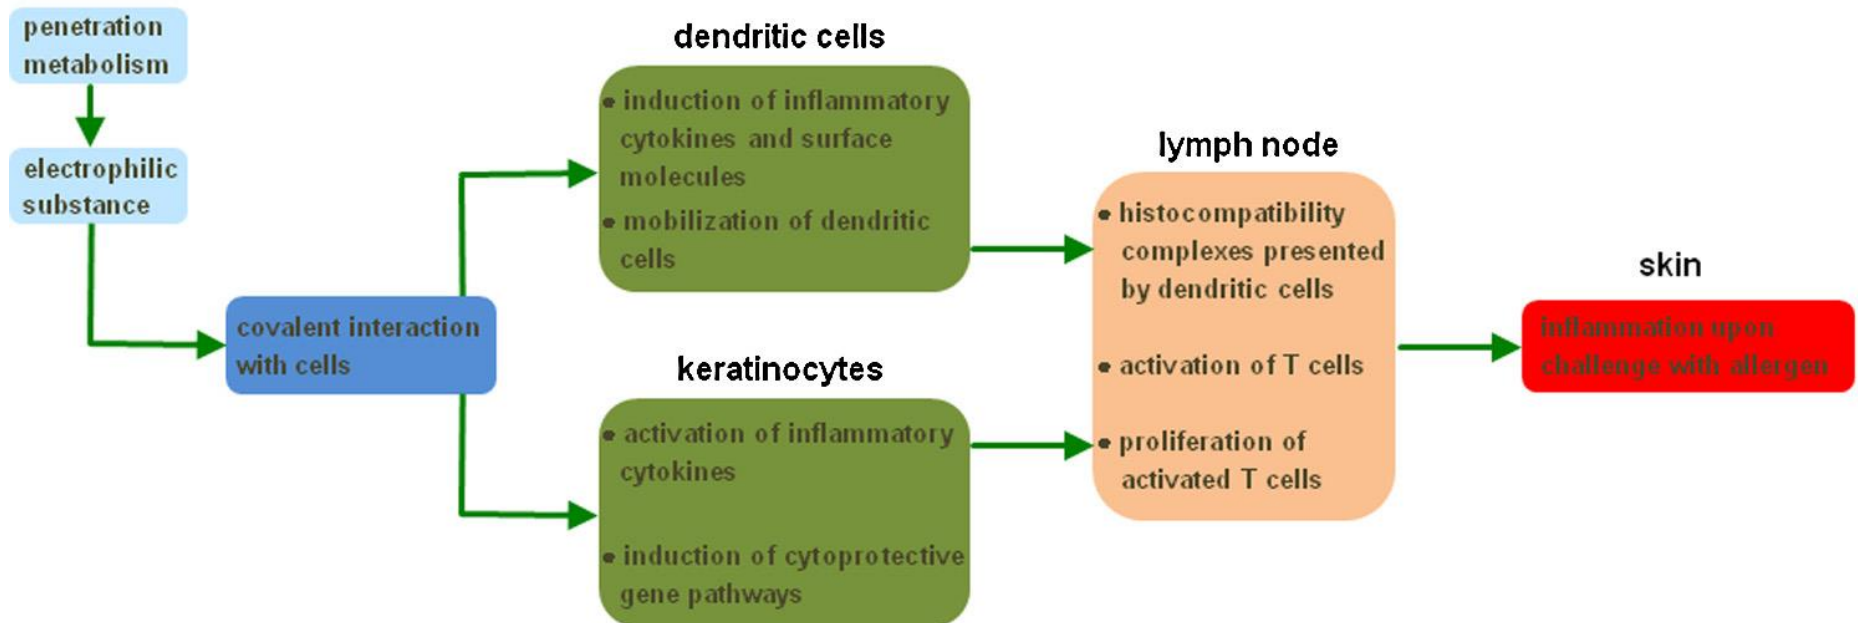 penetration
metabolism
electrophilic
substance
covalent interaction
with cells
dendritic cells
• induction of inflammatory
cytokines and surface
molecules
• mobilization of dendritic
cells
keratinocytes
• activation of inflammatory
cytokines
• induction of cytoprotective
gene pathways
lymph node
• histocompatibility
complexes presented
by dendritic cells
• activation of T cells
• proliferation of
activated T cells
skin
inflammation upon
challenge with allergen